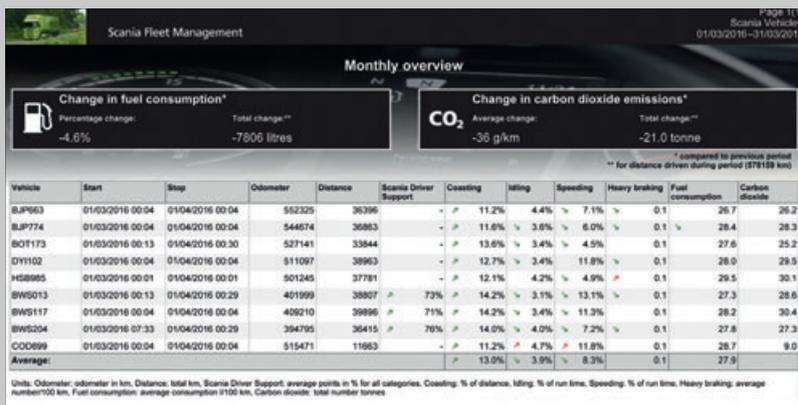 Page 1(1
Scania Vehicle
01/03/2016–31/03/201
Scania Fleet Management
Monthly overview
Change in fuel consumption*
Percentage change: Total change:**
-4.6% -7806 litres
CO₂
Change in carbon dioxide emissions*
Average change: Total change:**
-36 g/km -21.0 tonne
* compared to previous period
** for distance driven during period (578159 km)
Vehicle Start Stop Odometer Distance Scania Driver Support Coasting Idling Speeding Heavy braking Fuel consumption Carbon dioxide
BJP663 01/03/2016 00:04 01/04/2016 00:04 552325 36396 - 11.2% 4.4% 7.1% 0.1 26.7 26.2
BJP774 01/03/2016 00:04 01/04/2016 00:04 544674 36863 - 11.6% 3.6% 6.0% 0.1 28.4 28.3
BOT173 01/03/2016 00:13 01/04/2016 00:30 527141 33844 - 13.6% 3.4% 4.5% 0.1 27.6 25.2
DYI102 01/03/2016 00:04 01/04/2016 00:04 511097 38963 - 12.7% 3.4% 11.8% 0.1 28.0 29.5
HSB985 01/03/2016 00:01 01/04/2016 00:01 501245 37781 - 12.1% 4.2% 4.9% 0.1 29.5 30.1
BWS013 01/03/2016 00:13 01/04/2016 00:29 401999 38807 73% 14.2% 3.1% 13.1% 0.1 27.3 28.6
BWS117 01/03/2016 00:04 01/04/2016 00:04 409210 39896 71% 14.2% 3.4% 11.3% 0.1 28.2 30.4
BWS204 01/03/2016 07:33 01/04/2016 00:29 394795 36415 76% 14.0% 4.0% 7.2% 0.1 27.8 27.3
COD899 01/03/2016 00:04 01/04/2016 00:04 515471 11663 - 11.2% 4.7% 11.8% 0.1 28.7 9.0
Average: 13.0% 3.9% 8.3% 0.1 27.9
Units: Odometer: odometer in km, Distance: total km, Scania Driver Support: average points in % for all categories, Coasting: % of distance, Idling: % of run time, Speeding: % of run time, Heavy braking: average
number/100 km, Fuel consumption: average consumption l/100 km, Carbon dioxide: total number tonnes